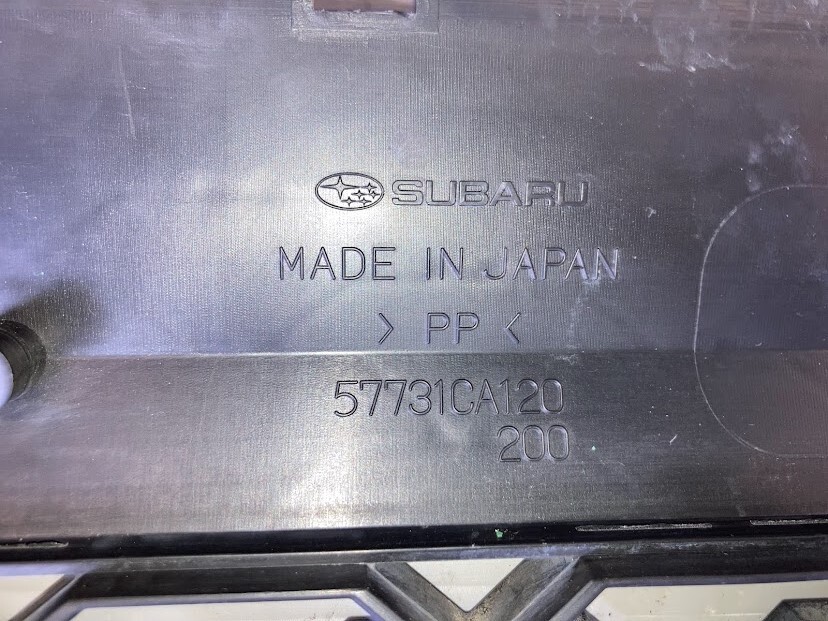 SUBARU
MADE IN JAPAN
> PP <
57731CA120
200